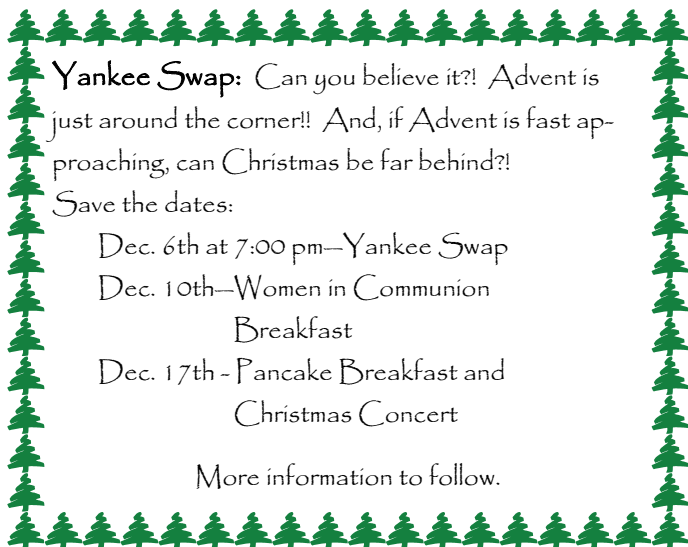 Yankee Swap: Can you believe it?! Advent is
just around the corner!! And, if Advent is fast ap-
proaching, can Christmas be far behind?!
Save the dates:
Dec. 6th at 7:00 pm—Yankee Swap
Dec. 10th—Women in Communion
Breakfast
Dec. 17th - Pancake Breakfast and
Christmas Concert
More information to follow.